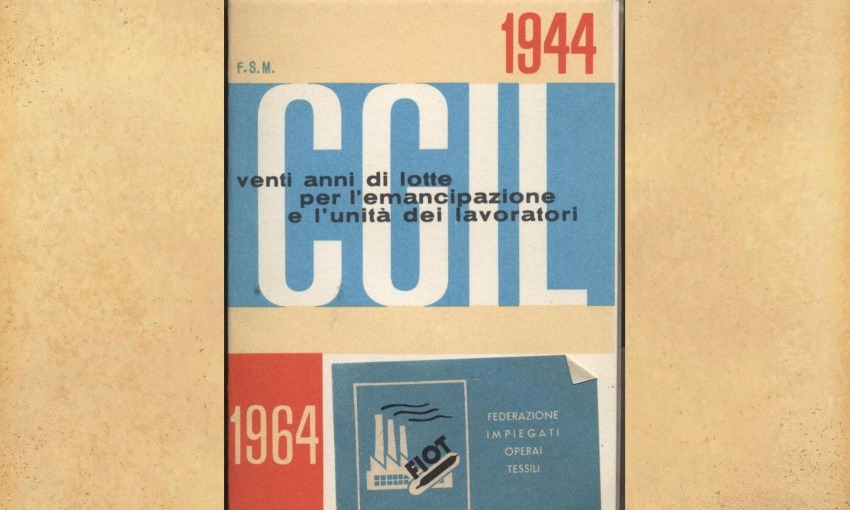 1944
F.S.M.
CGIL
venti anni di lotte
per l'emancipazione
e l'unità dei lavoratori
1964
FIOT
FEDERAZIONE
IMPIEGATI
OPERAI
TESSILI